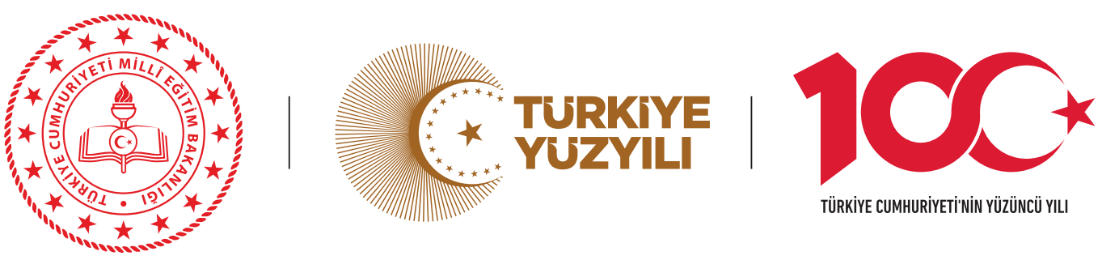 TÜRKİYE CUMHURİYETİ MİLLÎ EĞİTİM BAKANLIĞI
TÜRKİYE
YÜZYILI
100
TÜRKİYE CUMHURİYETİ'NİN YÜZÜNCÜ YILI